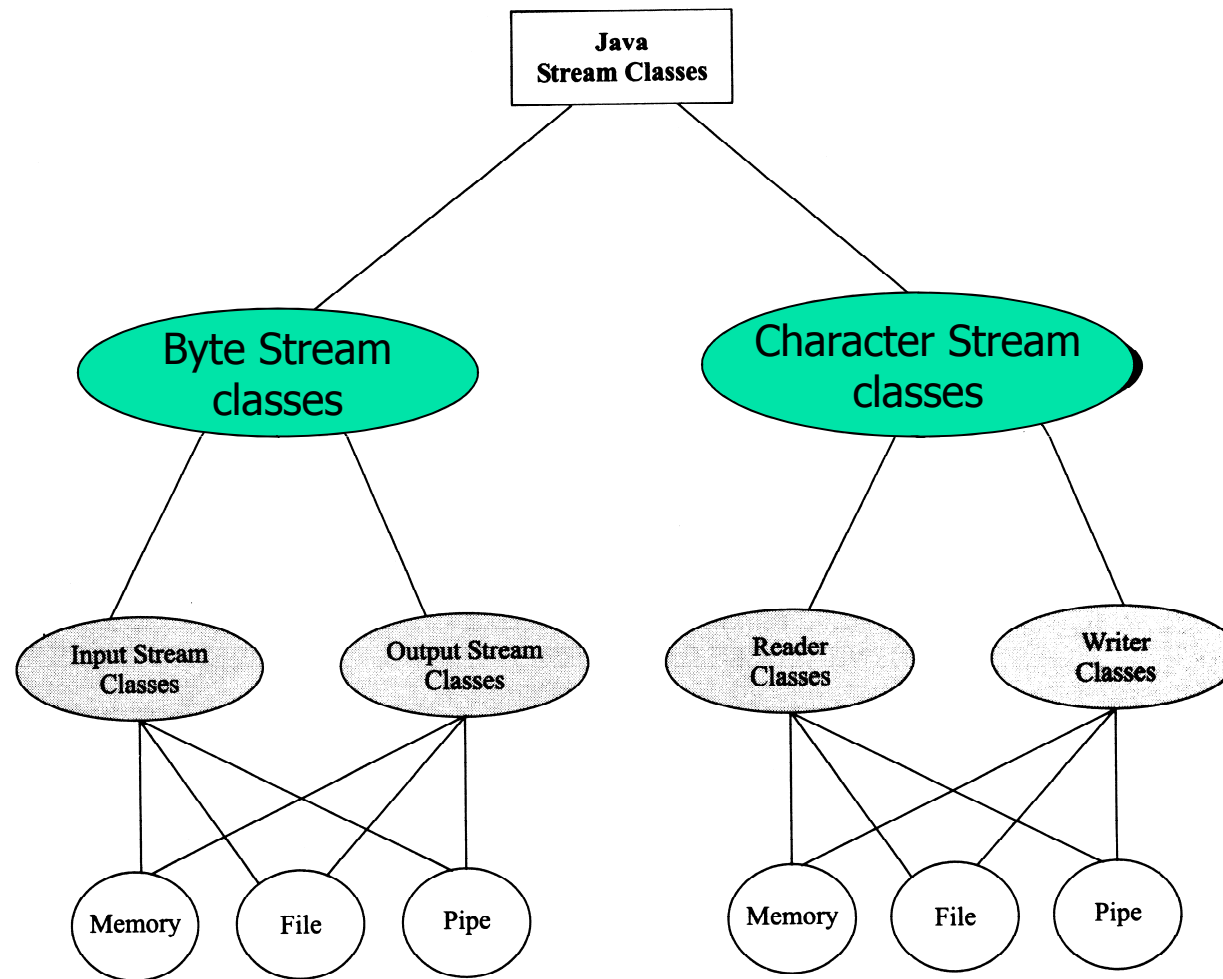 Java
Stream Classes
Byte Stream
classes
Character Stream
classes
Input Stream
Classes
Output Stream
Classes
Reader
Classes
Writer
Classes
Memory
File
Pipe
Memory
File
Pipe